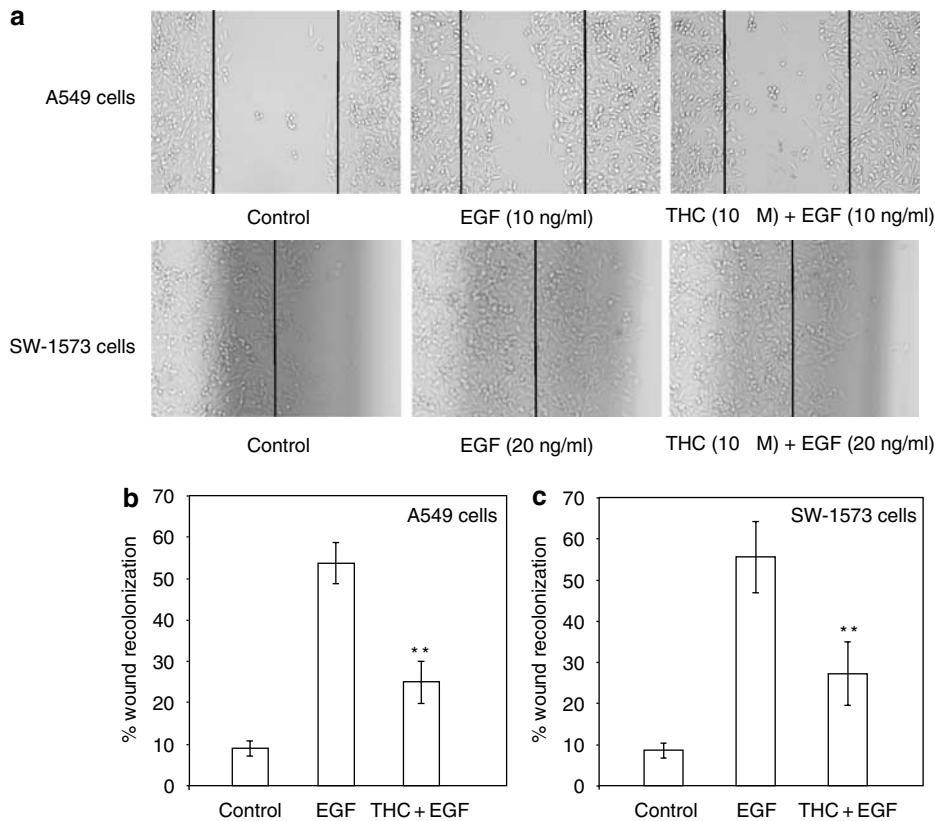 a
A549 cells
Control
EGF (10 ng/ml)
THC (10 M) + EGF (10 ng/ml)
SW-1573 cells
Control
EGF (20 ng/ml)
THC (10 M) + EGF (20 ng/ml)
b
A549 cells
% wound recolonization
70
60
50
40
30
20
10
0
**
Control
EGF
THC + EGF
c
SW-1573 cells
% wound recolonization
70
60
50
40
30
20
10
0
**
Control
EGF
THC + EGF